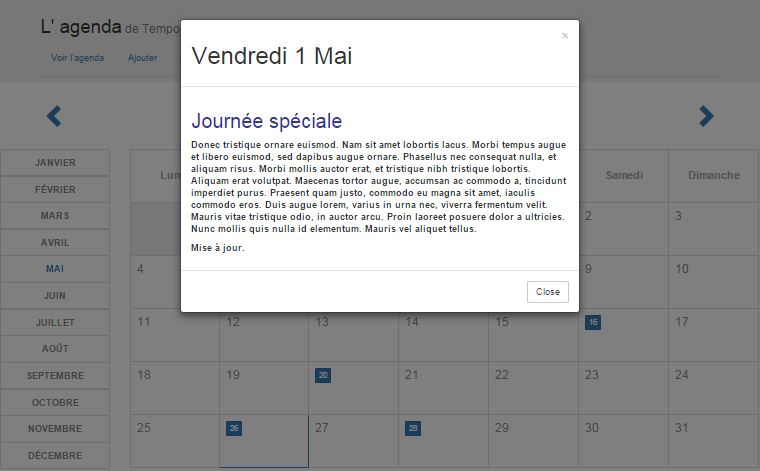 L' agenda de Tempo
×
Vendredi 1 Mai
Voir l'agenda Ajouter
Journée spéciale
Donec tristique ornare euismod. Nam sit amet lobortis lacus. Morbi tempus augue
et libero euismod, sed dapibus augue ornare. Phasellus nec consequat nulla, et
aliquam risus. Morbi mollis auctor erat, et tristique nibh tristique lobortis.
Aliquam erat volutpat. Maecenas tortor augue, accumsan ac commodo a, tincidunt
imperdiet purus. Praesent quam justo, commodo eu magna sit amet, iaculis
commodo eros. Duis augue lorem, varius in urna nec, viverra fermentum velit.
Mauris vitae tristique odio, in auctor arcu. Proin laoreet posuere dolor a ultricies.
Nunc mollis quis nulla id elementum. Mauris vel aliquet tellus.
Mise à jour.
Close
JANVIER
FÉVRIER
MARS
AVRIL
MAI
JUIN
JUILLET
AOÛT
SEPTEMBRE
OCTOBRE
NOVEMBRE
DÉCEMBRE
Lun Samedi Dimanche
2 3
4 9 10
11 12 13 14 15 16 17
18 19 20 21 22 23 24
25 26 27 28 29 30 31